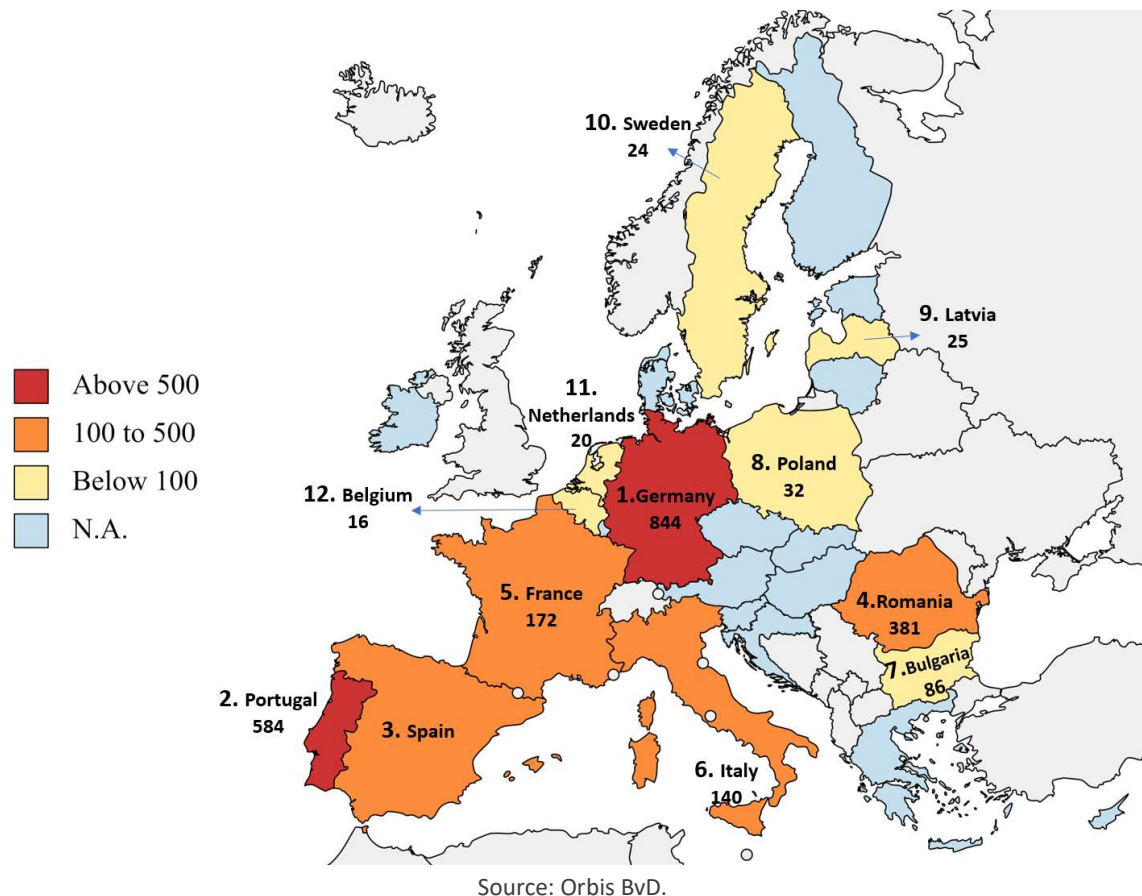 10. Sweden
24
9. Latvia
25
Above 500
100 to 500
Below 100
N.A.
11.
Netherlands
20
8. Poland
32
12. Belgium
16
1.Germany
844
5. France
172
4.Romania
381
7.Bulgaria
86
2. Portugal
584
3. Spain
6. Italy
140
Source: Orbis BvD.